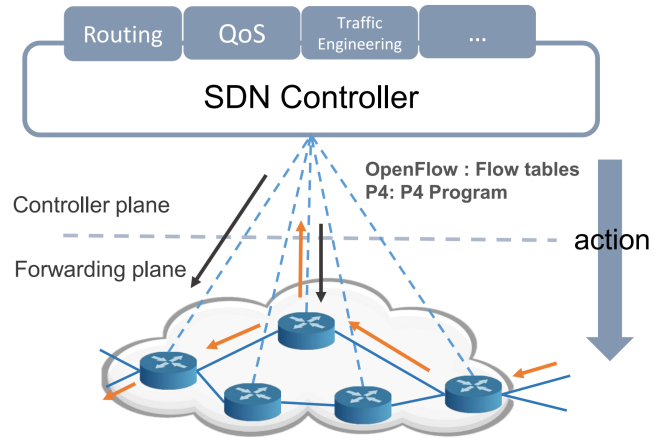 Routing
QoS
Traffic
Engineering
...
SDN Controller
OpenFlow : Flow tables
P4: P4 Program
Controller plane
action
Forwarding plane